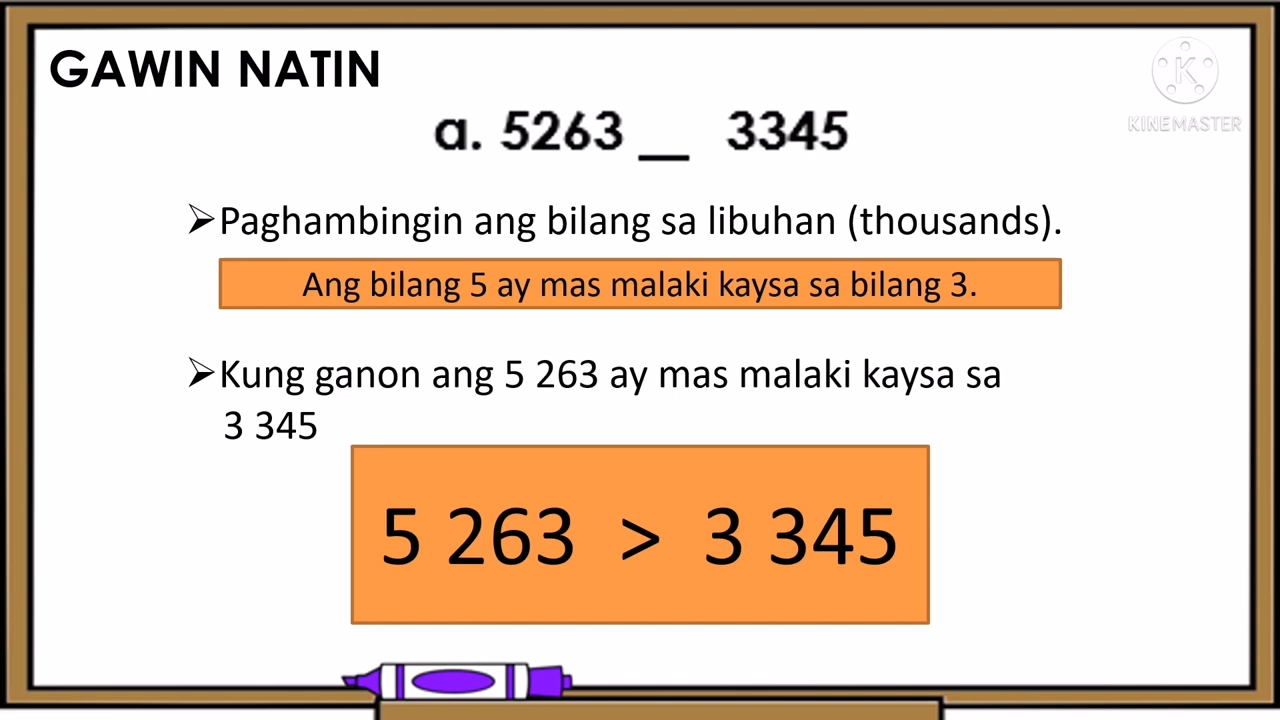 GAWIN NATIN
K
KINEMASTER
a. 5263 __ 3345
➢Paghambingin ang bilang sa libuhan (thousands).
Ang bilang 5 ay mas malaki kaysa sa bilang 3.
➢Kung ganon ang 5 263 ay mas malaki kaysa sa
3 345
5 263 > 3 345